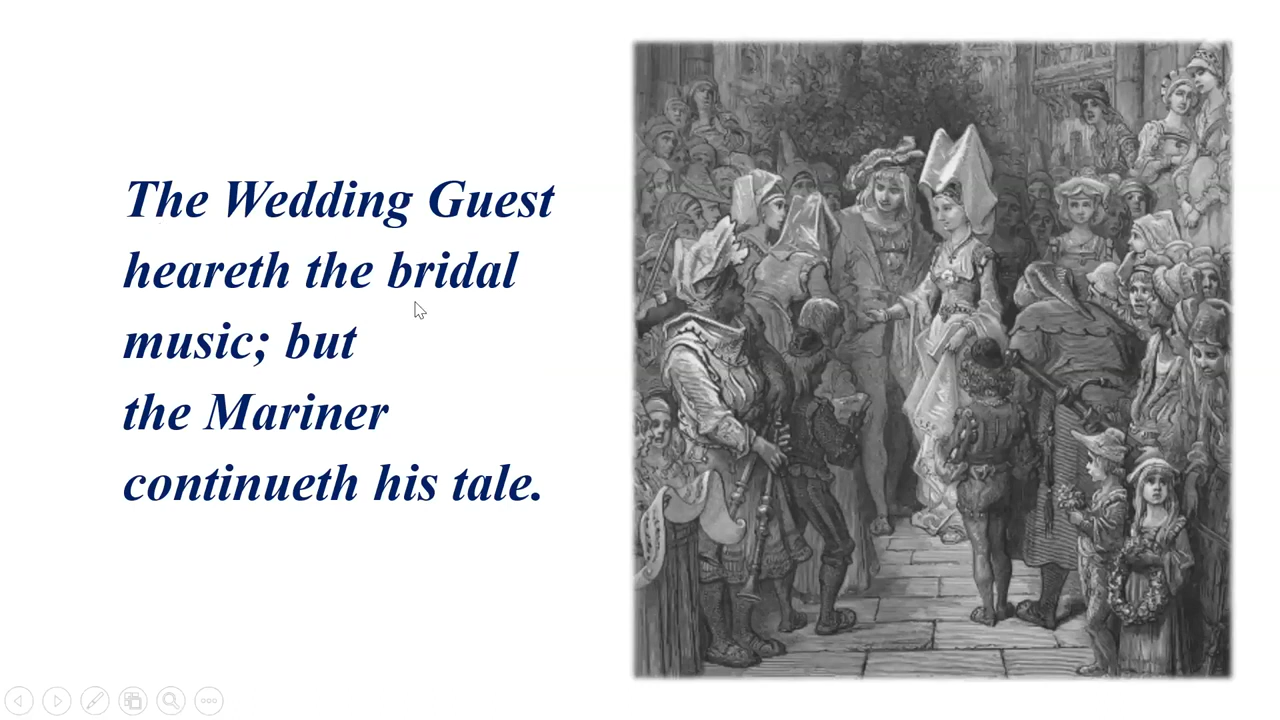 The Wedding Guest
heareth the bridal
music; but
the Mariner
continueth his tale.